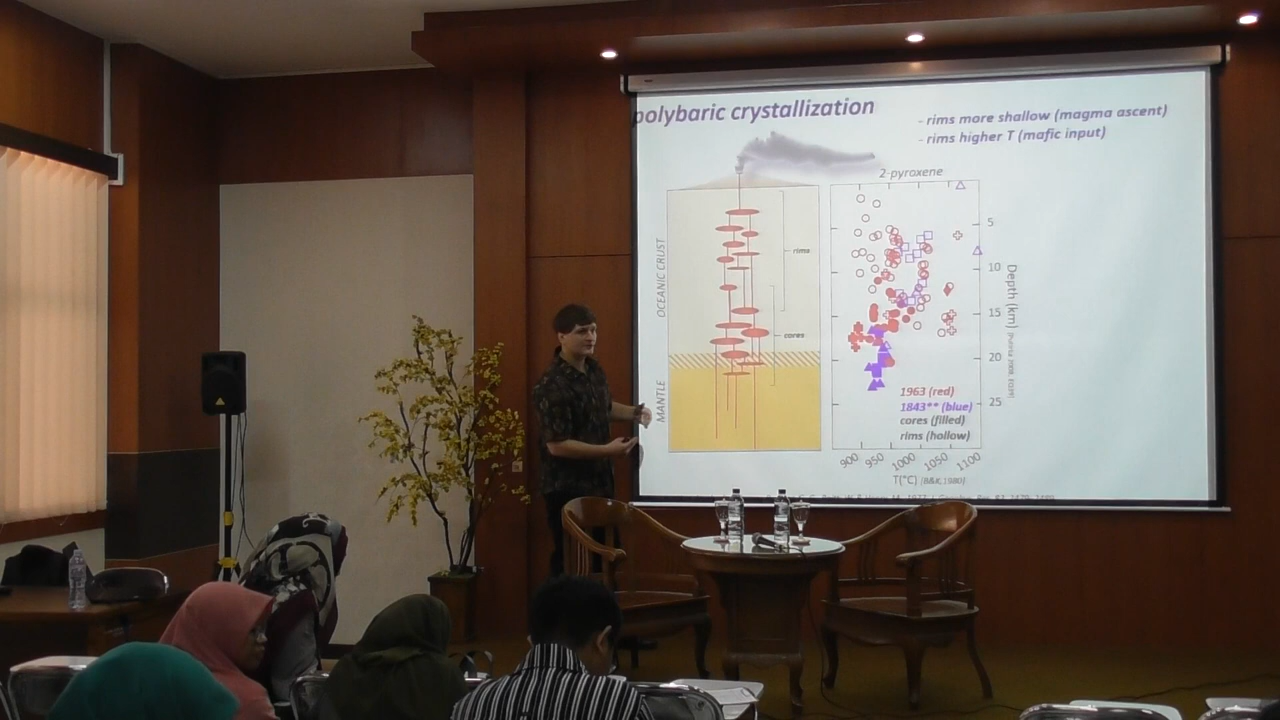 polybaric crystallization
- rims more shallow (magma ascent)
- rims higher T (mafic input)
2-pyroxene
OCEANIC CRUST
MANTLE
rims
cores
5
10
15
20
25
Depth (km)
1963 (red)
1843** (blue)
cores (filled)
rims (hollow)
900
950
1000
1050
1100
T(°C) (B&K, 1980)